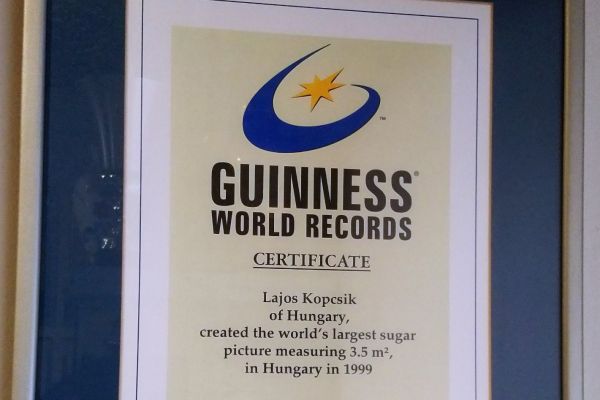 ™
GUINNESS®
WORLD RECORDS
CERTIFICATE
Lajos Kopcsik
of Hungary,
created the world's largest sugar
picture measuring 3.5 m²,
in Hungary in 1999